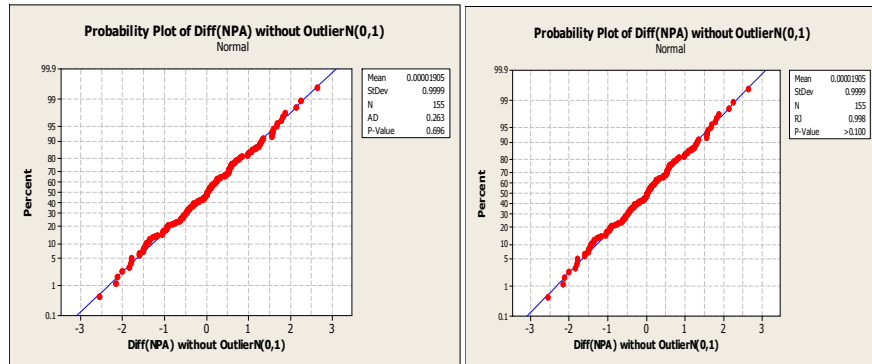 Probability Plot of Diff(NPA) without OutlierN(0,1)
Normal
99.9
99
95
90
80
70
60
50
40
30
20
10
5
1
0.1
Percent
-3 -2 -1 0 1 2 3
Diff(NPA) without OutlierN(0,1)
Mean 0.00001905
StDev 0.9999
N 155
AD 0.263
P-Value 0.696
Probability Plot of Diff(NPA) without OutlierN(0,1)
Normal
99.9
99
95
90
80
70
60
50
40
30
20
10
5
1
0.1
Percent
-3 -2 -1 0 1 2 3
Diff(NPA) without OutlierN(0,1)
Mean 0.00001905
StDev 0.9999
N 155
RJ 0.998
P-Value >0.100